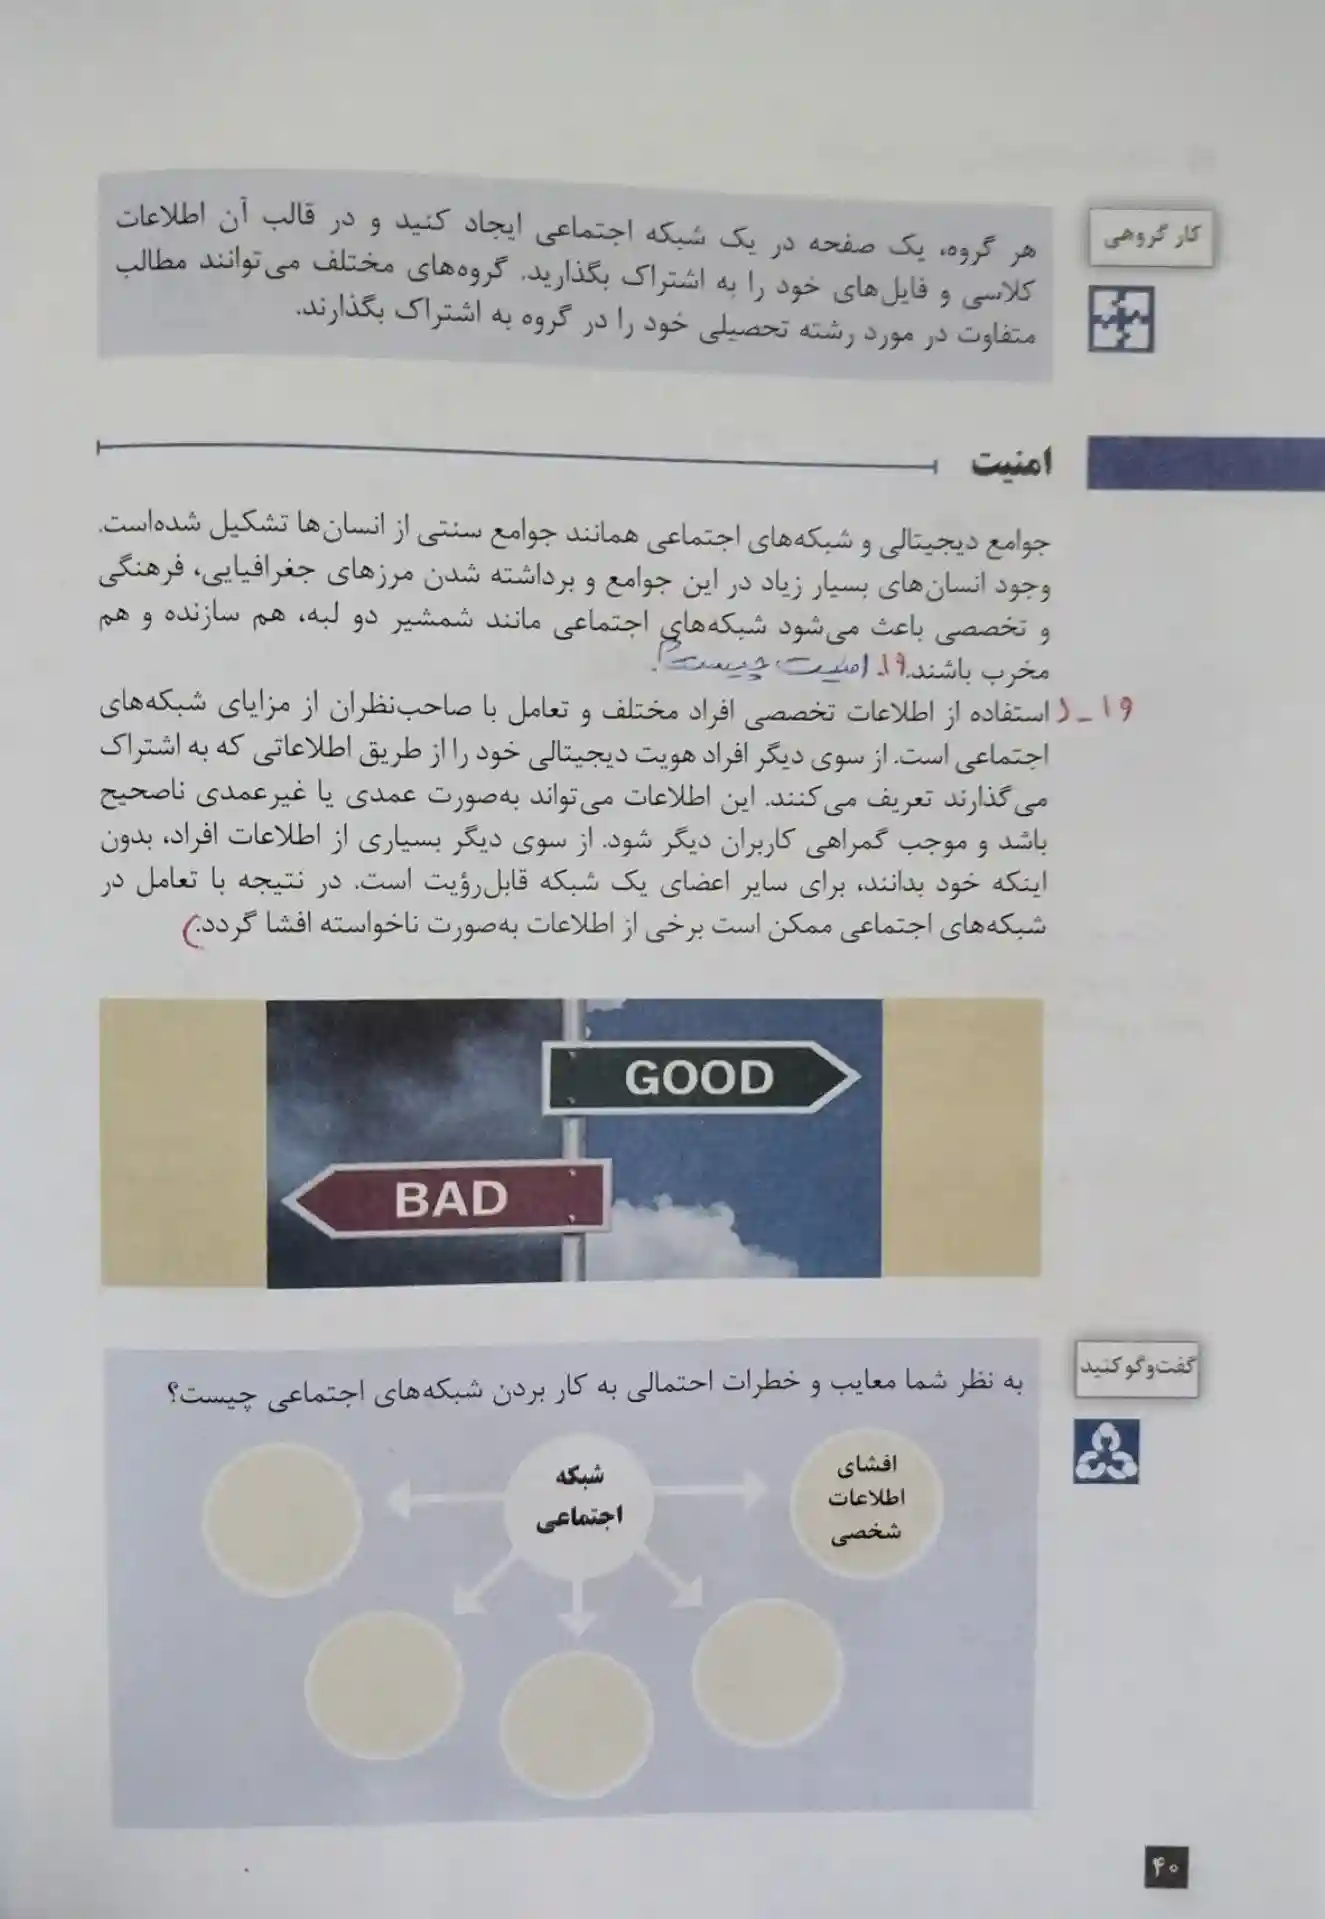 کار گروهی
هر گروه، یک صفحه در یک شبکه اجتماعی ایجاد کنید و در قالب آن اطلاعات
کلاسی و فایل‌های خود را به اشتراک بگذارید. گروه‌های مختلف می‌توانند مطالب
متفاوت در مورد رشته تحصیلی خود را در گروه به اشتراک بگذارند.
امنیت
جوامع دیجیتالی و شبکه‌های اجتماعی همانند جوامع سنتی از انسان‌ها تشکیل شده‌است.
وجود انسان‌های بسیار زیاد در این جوامع و برداشته شدن مرزهای جغرافیایی، فرهنگی
و تخصصی باعث می‌شود شبکه‌های اجتماعی مانند شمشیر دو لبه، هم سازنده و هم
مخرب باشند. ۱۹_ امنیت چیست؟
۱۹_ (استفاده از اطلاعات تخصصی افراد مختلف و تعامل با صاحب‌نظران از مزایای شبکه‌های
اجتماعی است. از سوی دیگر افراد هویت دیجیتالی خود را از طریق اطلاعاتی که به اشتراک
می‌گذارند تعریف می‌کنند. این اطلاعات می‌تواند به‌صورت عمدی یا غیرعمدی ناصحیح
باشد و موجب گمراهی کاربران دیگر شود. از سوی دیگر بسیاری از اطلاعات افراد، بدون
اینکه خود بدانند، برای سایر اعضای یک شبکه قابل‌رؤیت است. در نتیجه با تعامل در
شبکه‌های اجتماعی ممکن است برخی از اطلاعات به‌صورت ناخواسته افشا گردد.)
GOOD
BAD
گفت‌وگو کنید
به نظر شما معایب و خطرات احتمالی به کار بردن شبکه‌های اجتماعی چیست؟
افشای
اطلاعات
شخصی
شبکه
اجتماعی
۴۰